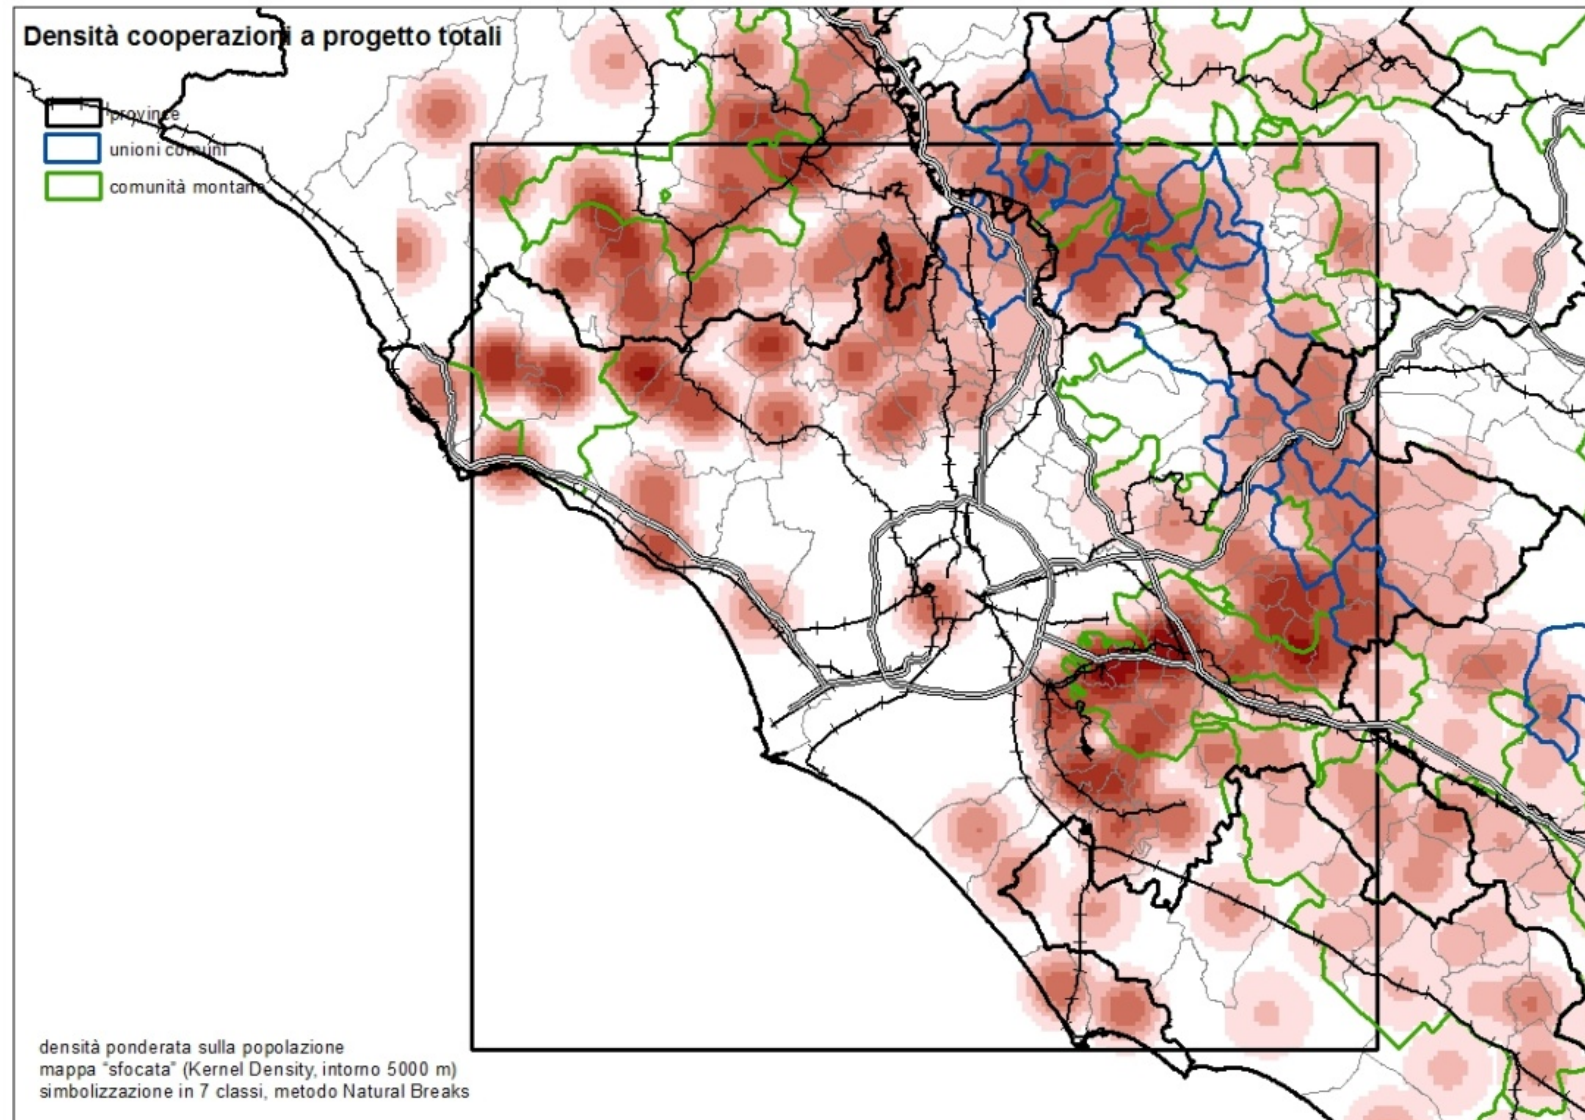 Densità cooperazioni a progetto totali
province
unioni comuni
comunità montane
densità ponderata sulla popolazione
mappa "sfocata" (Kernel Density, intorno 5000 m)
simbolizzazione in 7 classi, metodo Natural Breaks